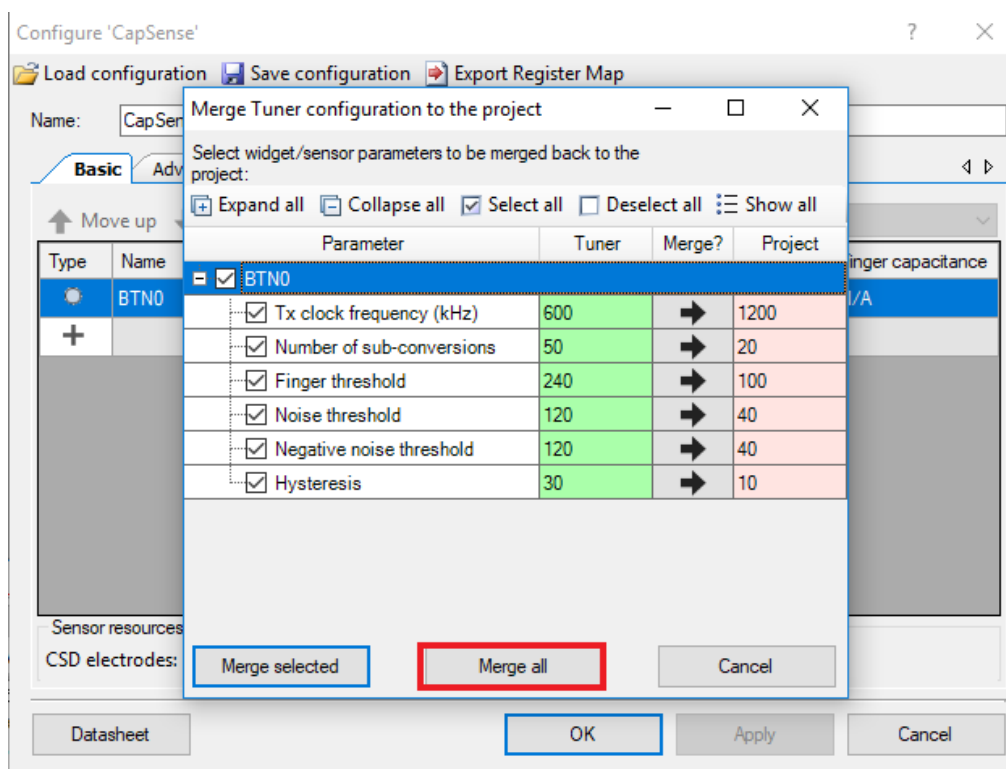 Configure 'CapSense' ?
Load configuration Save configuration Export Register Map
Merge Tuner configuration to the project
Name: CapSen
Select widget/sensor parameters to be merged back to the
project:
Basic Adv
Expand all Collapse all Select all Deselect all Show all
Move up
Parameter Tuner Merge? Project
Type Name inger capacitance
BTN0
BTN0 I/A
Tx clock frequency (kHz) 600 1200
Number of sub-conversions 50 20
Finger threshold 240 100
Noise threshold 120 40
Negative noise threshold 120 40
Hysteresis 30 10
Sensor resources
CSD electrodes:
Merge selected Merge all Cancel
Datasheet OK Apply Cancel